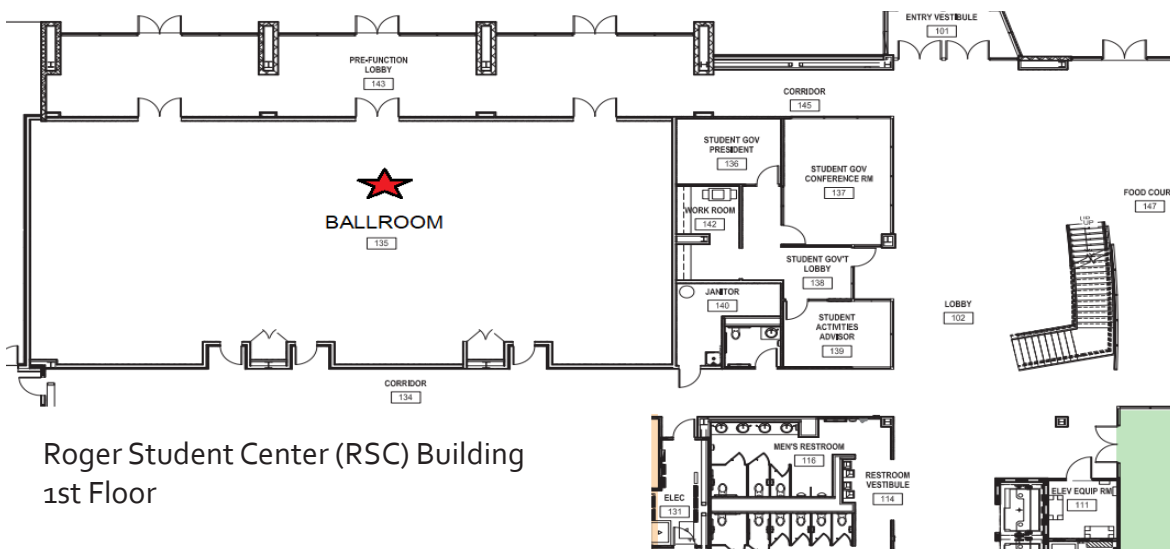 ENTRY VESTIBULE
101
PRE-FUNCTION
LOBBY
143
CORRIDOR
145
STUDENT GOV
PRESIDENT
136
STUDENT GOV
CONFERENCE RM
137
FOOD COUR
147
WORK ROOM
142
BALLROOM
135
UP
STUDENT GOV'T
LOBBY
138
JANITOR
140
LOBBY
102
STUDENT
ACTIVITIES
ADVISOR
139
CORRIDOR
134
Roger Student Center (RSC) Building
1st Floor
MEN'S RESTROOM
116
RESTROOM
VESTIBULE
114
ELEC
131
ELEV EQUIP RM
111